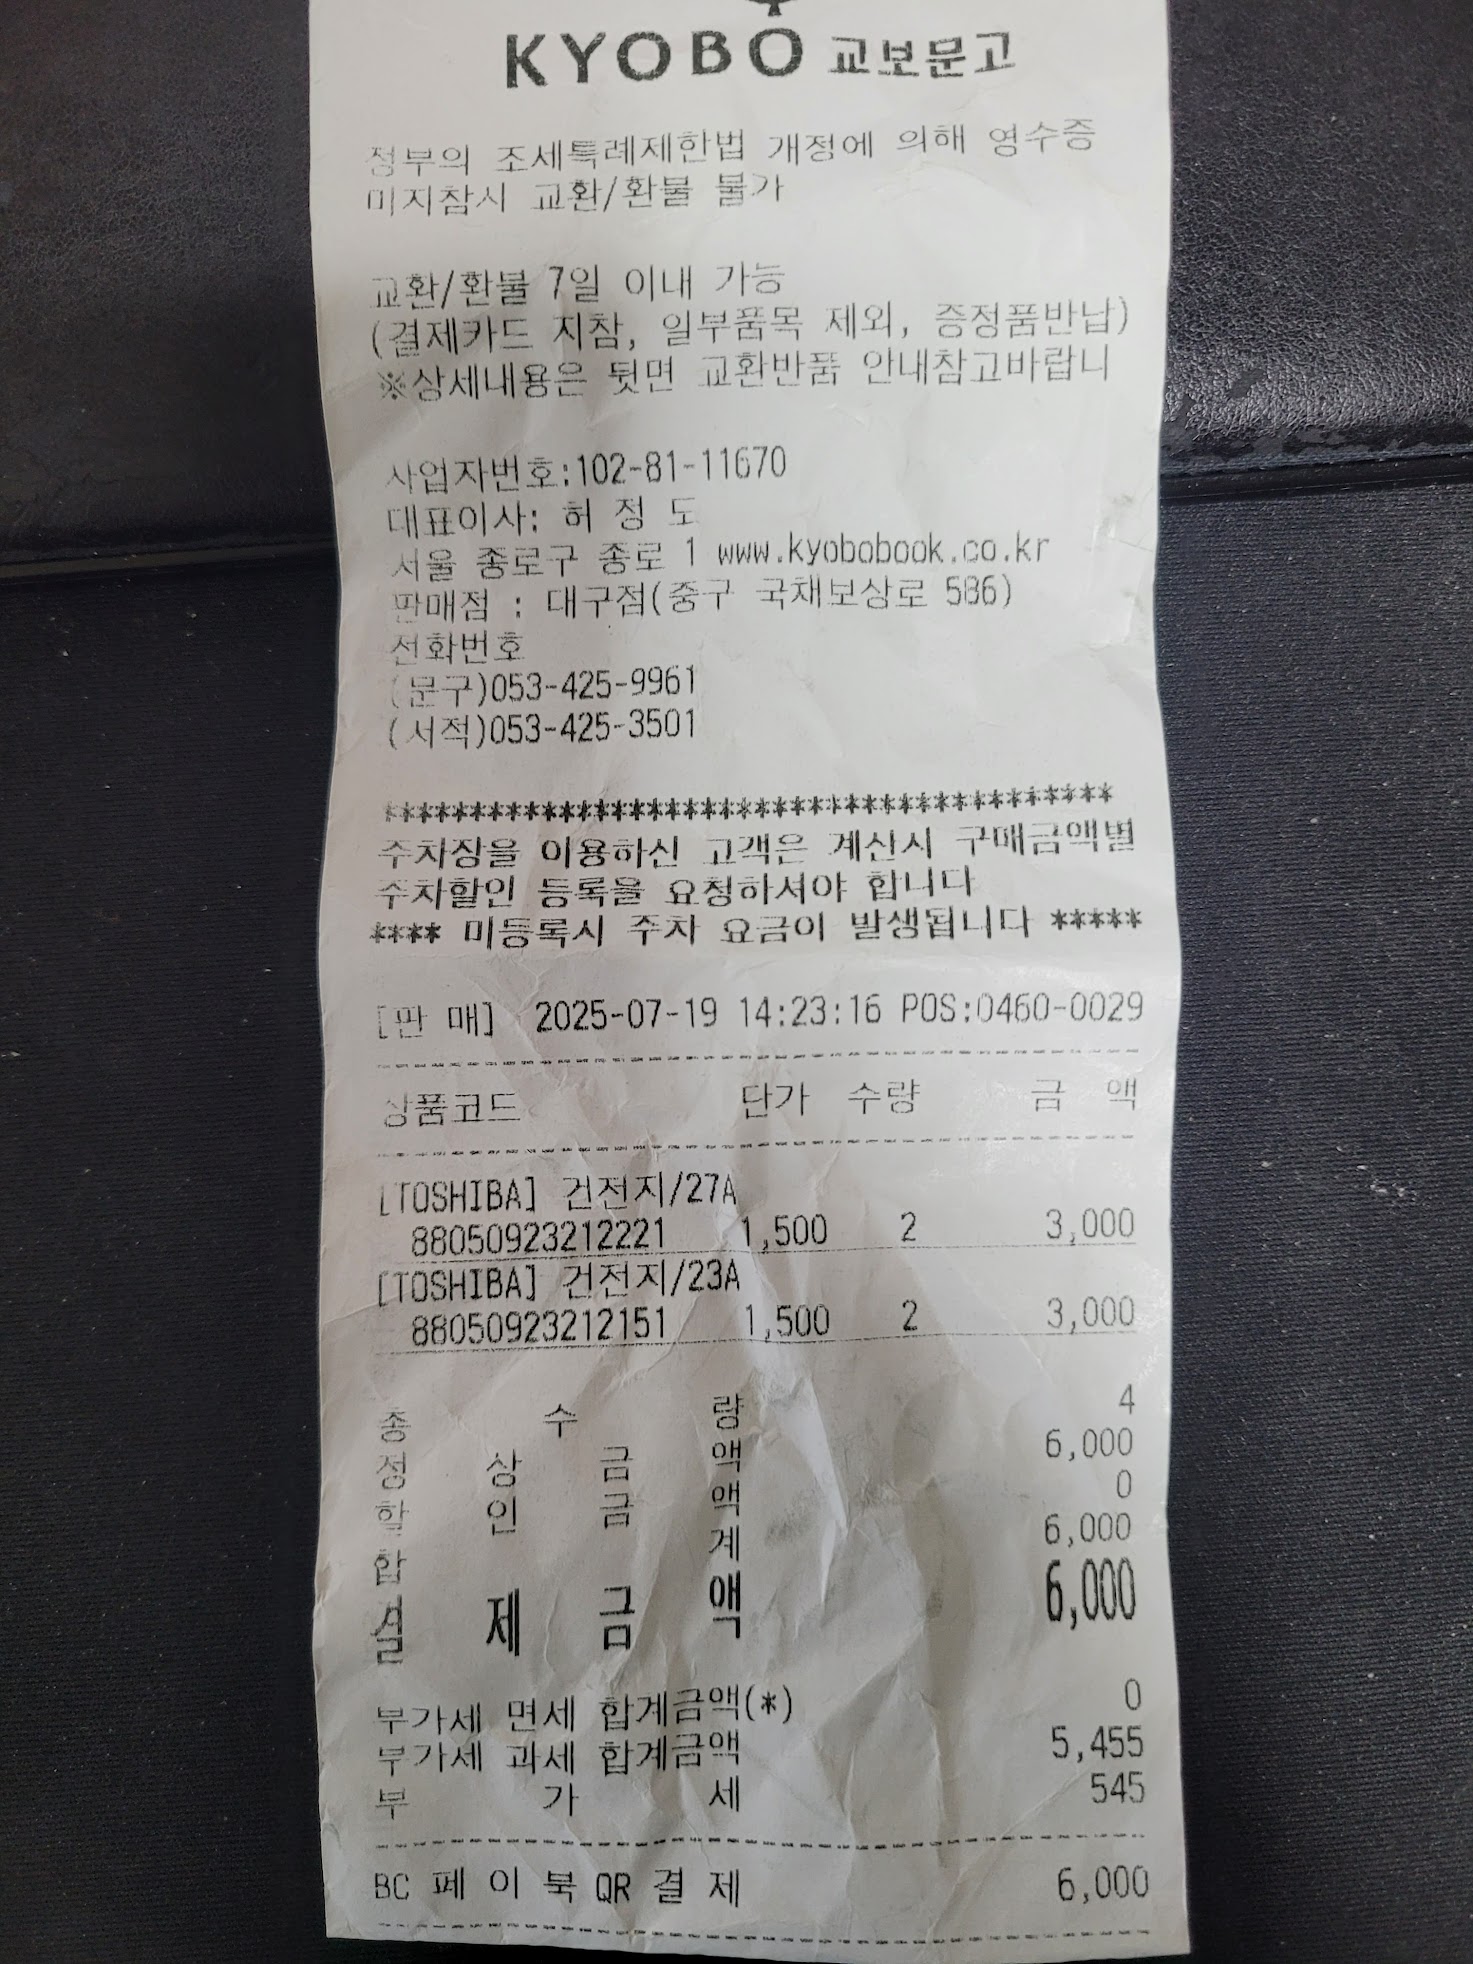 KYOBO 교보문고
정부의 조세특례제한법 개정에 의해 영수증
미지참시 교환/환불 불가
교환/환불 7일 이내 가능
(결제카드 지참, 일부품목 제외, 증정품반납)
※상세내용은 뒷면 교환반품 안내참고바랍니
사업자번호:102-81-11670
대표이사: 허 정 도
서울 종로구 종로 1 www.kyobobook.co.kr
판매점 : 대구점(중구 국채보상로 586)
전화번호
(문구)053-425-9961
(서적)053-425-3501
*******************************************
주차장을 이용하신 고객은 계산시 구매금액별
주차할인 등록을 요청하셔야 합니다
**** 미등록시 주차 요금이 발생됩니다 *****
[판 매] 2025-07-19 14:23:16 POS:0460-0029
상품코드 단가 수량 금 액
[TOSHIBA] 건전지/27A
88050923212221 1,500 2 3,000
[TOSHIBA] 건전지/23A
88050923212151 1,500 2 3,000
총 수 량 4
정 상 금 액 6,000
할 인 금 액 0
합 계 6,000
결 제 금 액 6,000
부가세 면세 합계금액(*) 0
부가세 과세 합계금액 5,455
부 가 세 545
BC 페 이 북 QR 결 제 6,000